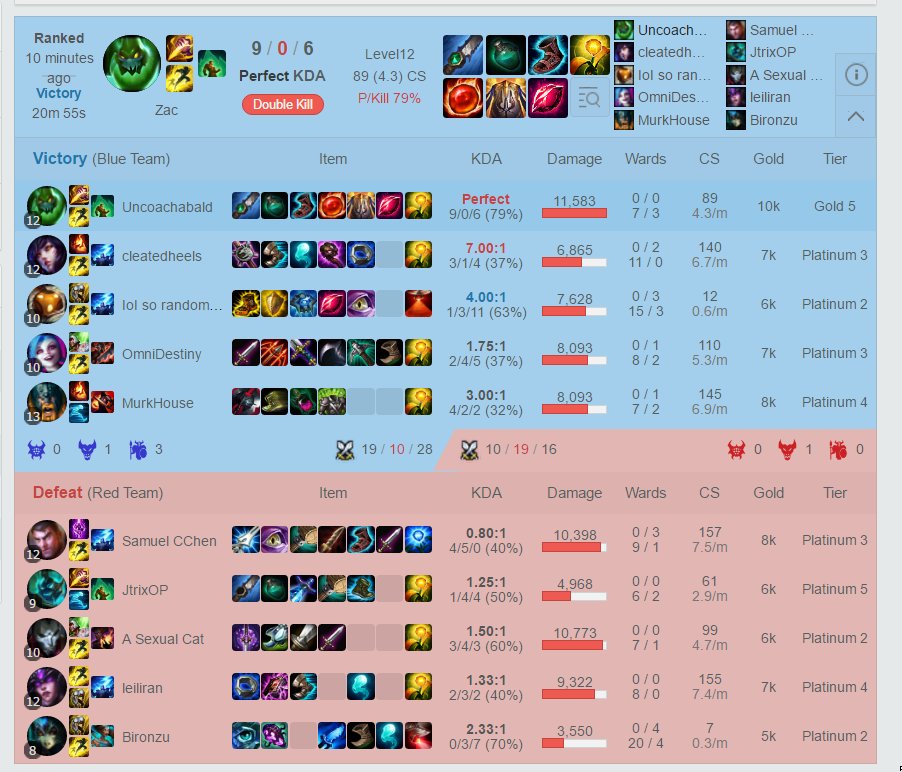 Ranked
10 minutes
ago
Victory
20m 55s
12
Zac
9 / 0 / 6
Perfect KDA
Double Kill
Level12
89 (4.3) CS
P/Kill 79%
Uncoach...
cleatedh...
lol so ran...
OmniDes...
MurkHouse
Samuel ...
JtrixOP
A Sexual ...
leiliran
Bironzu
Victory (Blue Team) Item KDA Damage Wards CS Gold Tier
12 Uncoachabald Perfect 9/0/6 (79%) 11,583 0 / 0 7 / 3 89 4.3/m 10k Gold 5
12 cleatedheels 7.00:1 3/1/4 (37%) 6,865 0 / 2 11 / 0 140 6.7/m 7k Platinum 3
10 lol so random... 4.00:1 1/3/11 (63%) 7,628 0 / 3 15 / 3 12 0.6/m 6k Platinum 2
10 OmniDestiny 1.75:1 2/4/5 (37%) 8,093 0 / 1 8 / 2 110 5.3/m 7k Platinum 3
13 MurkHouse 3.00:1 4/2/2 (32%) 8,093 0 / 1 7 / 2 145 6.9/m 8k Platinum 4
0 1 3 19 / 10 / 28 10 / 19 / 16 0 1 0
Defeat (Red Team) Item KDA Damage Wards CS Gold Tier
12 Samuel CChen 0.80:1 4/5/0 (40%) 10,398 0 / 3 9 / 1 157 7.5/m 8k Platinum 3
9 JtrixOP 1.25:1 1/4/4 (50%) 4,968 0 / 0 6 / 2 61 2.9/m 6k Platinum 5
10 A Sexual Cat 1.50:1 3/4/3 (60%) 10,773 0 / 0 7 / 1 99 4.7/m 6k Platinum 2
12 leiliran 1.33:1 2/3/2 (40%) 9,322 0 / 0 8 / 0 155 7.4/m 7k Platinum 4
8 Bironzu 2.33:1 0/3/7 (70%) 3,550 0 / 4 20 / 4 7 0.3/m 5k Platinum 2